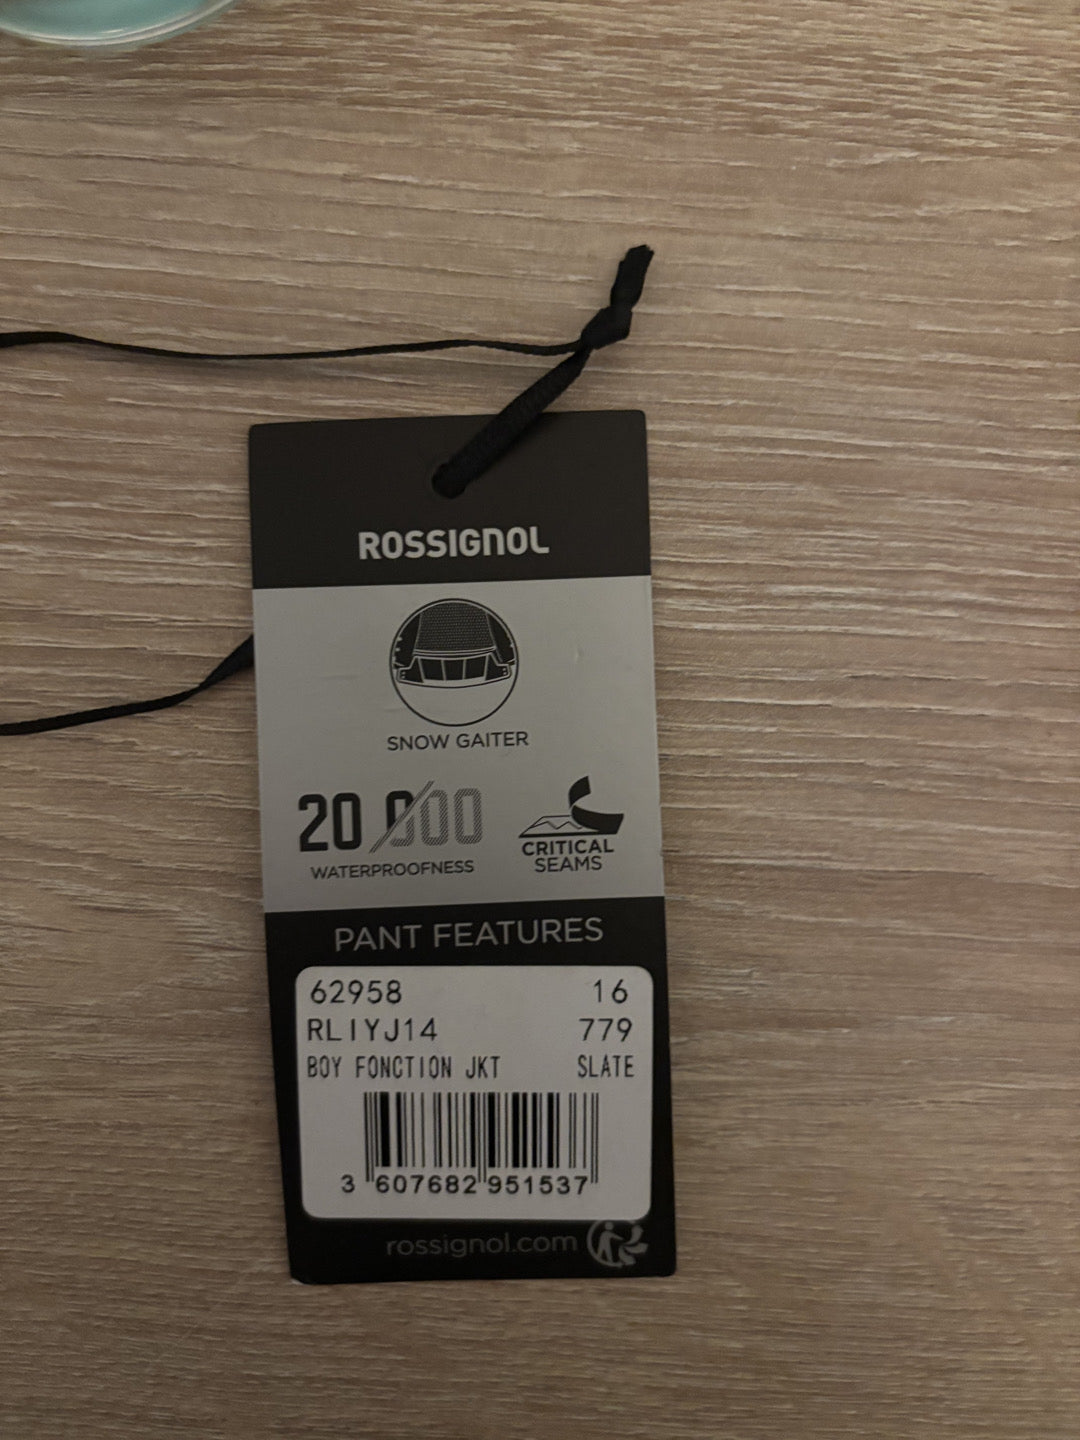 ROSSIGNOL
SNOW GAITER
20 000
WATERPROOFNESS
CRITICAL
SEAMS
PANT FEATURES
62958 16
RLIYJ14 779
BOY FONCTION JKT SLATE
3 607682 951537
rossignol.com